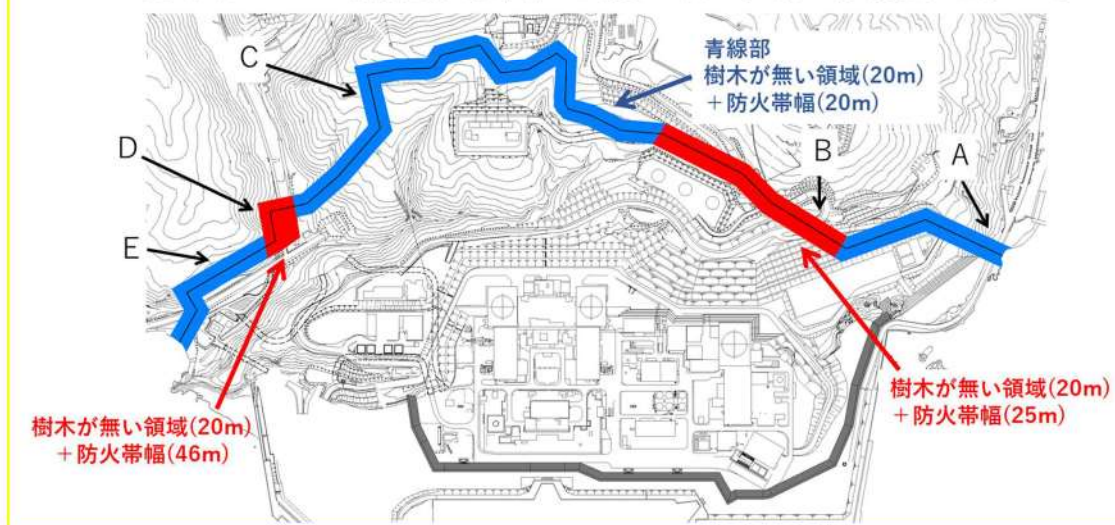 C
青線部
樹木が無い領域(20m)
＋防火帯幅(20m)
D
B
A
E
樹木が無い領域(20m)
＋防火帯幅(25m)
樹木が無い領域(20m)
＋防火帯幅(46m)